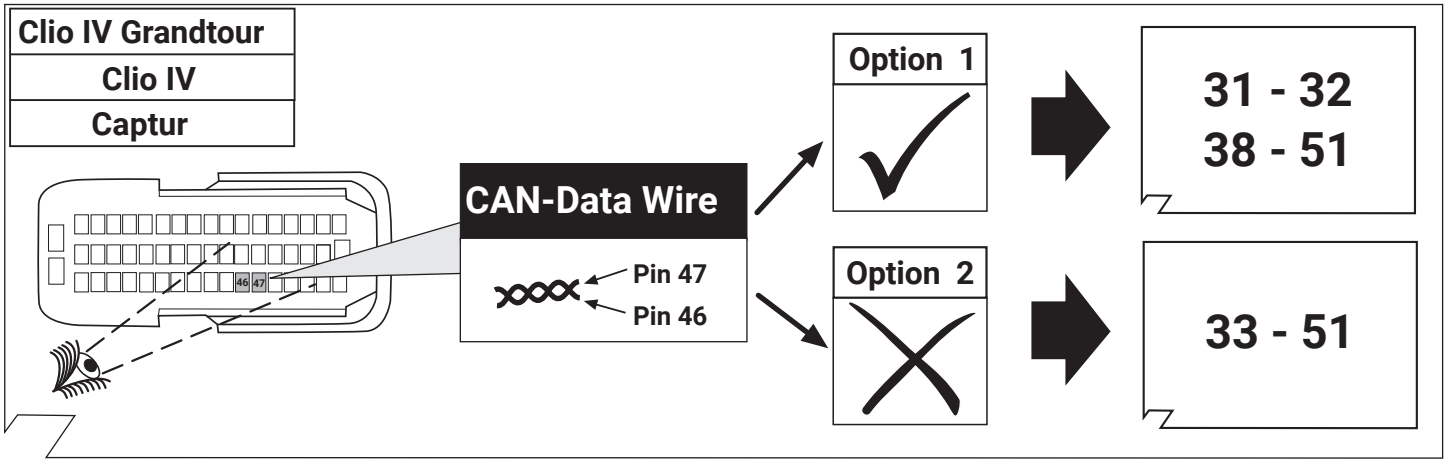 Clio IV Grandtour
Clio IV
Captur
46 47
CAN-Data Wire
Pin 47
Pin 46
Option 1
31 - 32
38 - 51
Option 2
33 - 51